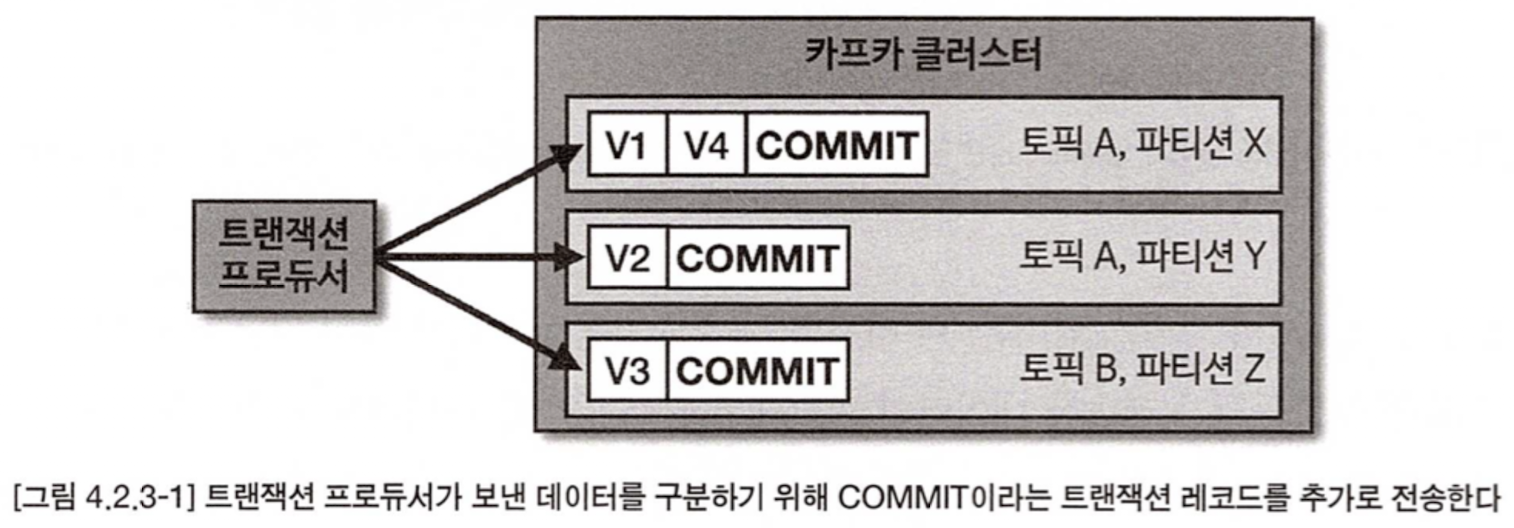 카프카 클러스터
V1 V4 COMMIT 토픽 A, 파티션 X
트랜잭션
프로듀서
V2 COMMIT 토픽 A, 파티션 Y
V3 COMMIT 토픽 B, 파티션 Z
[그림 4.2.3-1] 트랜잭션 프로듀서가 보낸 데이터를 구분하기 위해 COMMIT이라는 트랜잭션 레코드를 추가로 전송한다